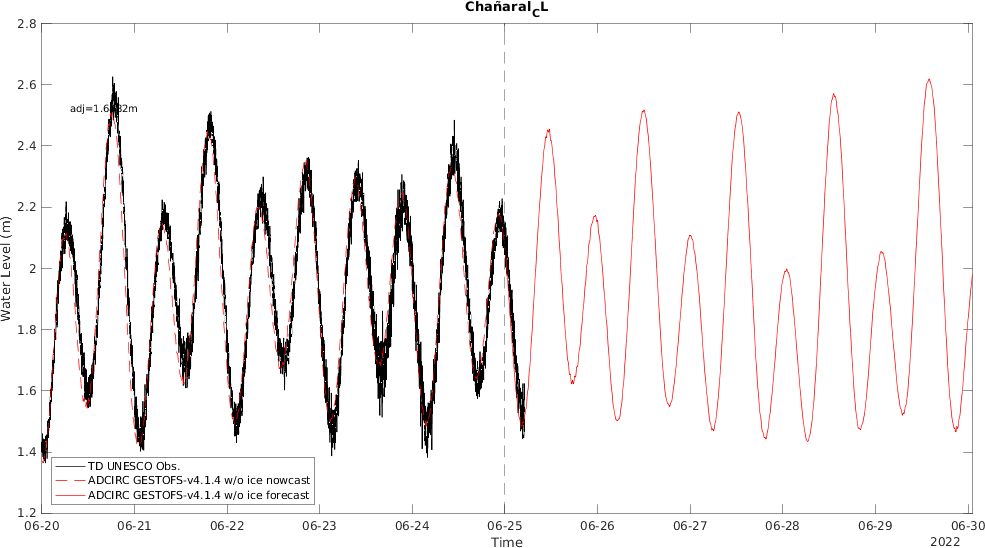 Chañaral_CL
2.8
2.6
2.4
2.2
2
1.8
1.6
1.4
1.2
Water Level (m)
TD UNESCO Obs.
ADCIRC GESTOFS-v4.1.4 w/o ice nowcast
ADCIRC GESTOFS-v4.1.4 w/o ice forecast
06-20 06-21 06-22 06-23 06-24 06-25 06-26 06-27 06-28 06-29 06-30
Time
2022